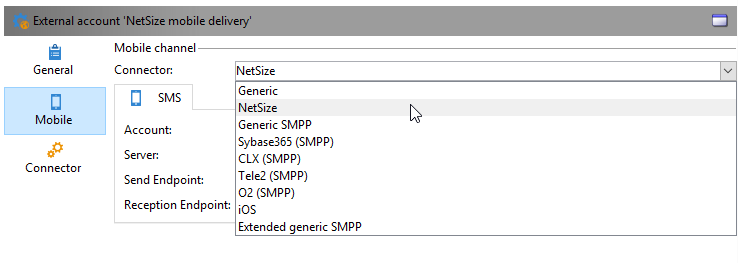 External account 'NetSize mobile delivery'
General
Mobile
Connector
Mobile channel
Connector:
NetSize
Generic
NetSize
Generic SMPP
Sybase365 (SMPP)
CLX (SMPP)
Tele2 (SMPP)
O2 (SMPP)
iOS
Extended generic SMPP
SMS
Account:
Server:
Send Endpoint:
Reception Endpoint: